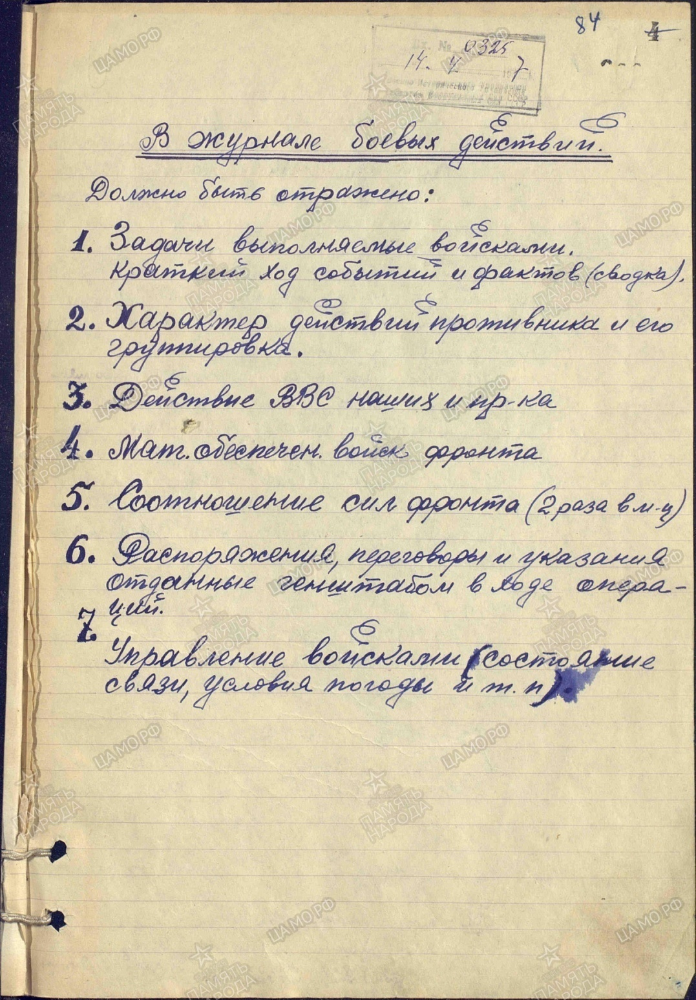 84 4
Вх. № 0325
14. 4. 7
В журнале боевых действий.
Должно быть отражено:
1. Задачи выполняемые войсками.
Краткий ход событий и фактов (сводка).
2. Характер действий противника и его
группировка.
3. Действие ВВС наших и пр-ка
4. Мат. обеспечен. войск фронта
5. Соотношение сил фронта (2 раза в м-ц)
6. Распоряжения, переговоры и указания
отданные генштабом в ходе опера-
ций.
7.
Управление войсками (состояние
связи, условия погоды и т. п).
ЦАМО РФ
ПАМЯТЬ
НАРОДА